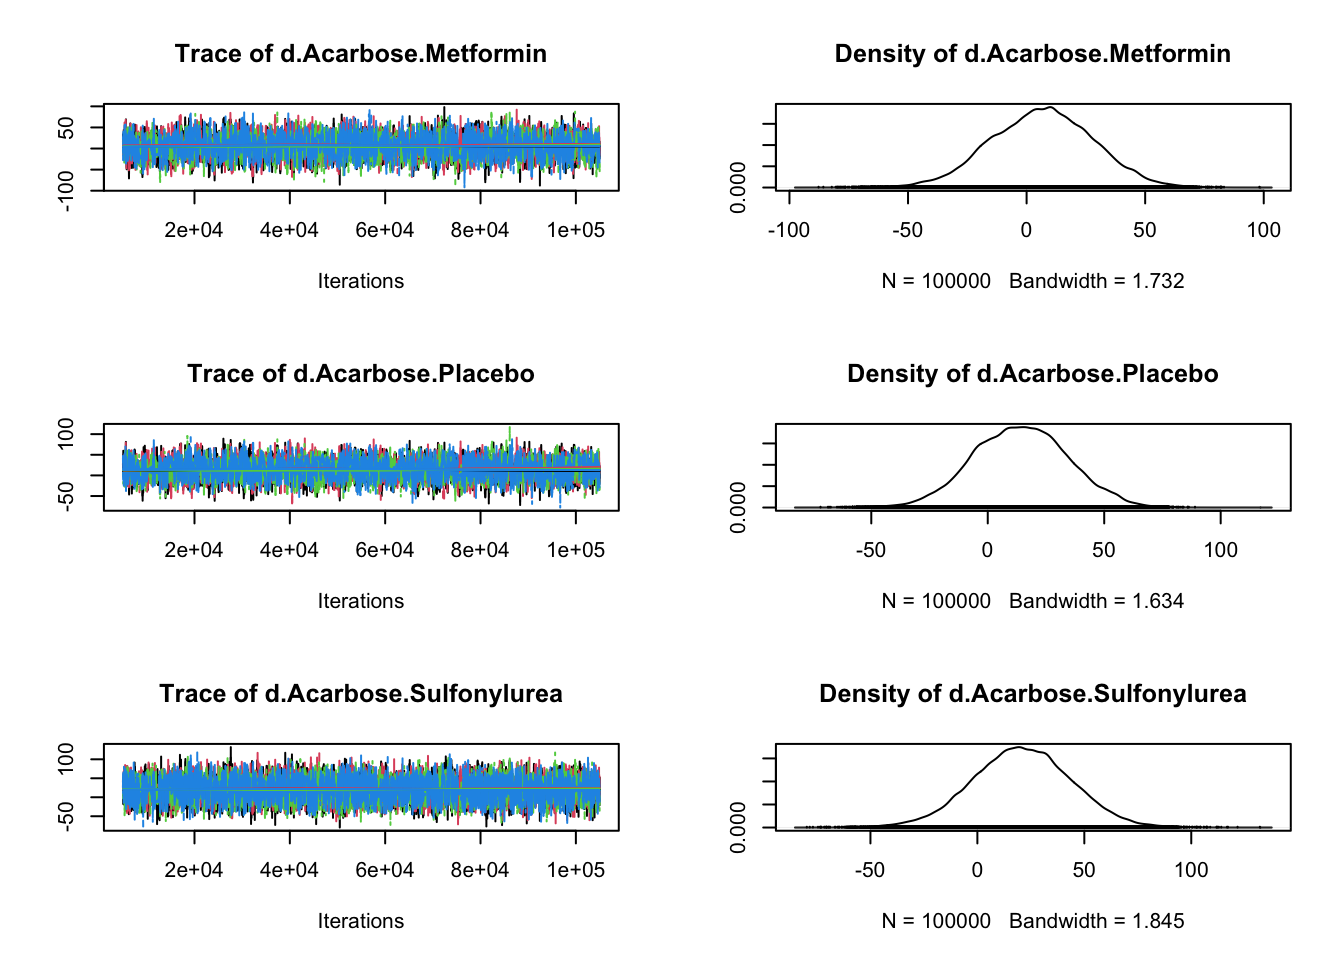 Trace of d.Acarbose.Metformin
50
-100
2e+04 4e+04 6e+04 8e+04 1e+05
Iterations
Density of d.Acarbose.Metformin
0.000
-100 -50 0 50 100
N = 100000 Bandwidth = 1.732
Trace of d.Acarbose.Placebo
100
-50
2e+04 4e+04 6e+04 8e+04 1e+05
Iterations
Density of d.Acarbose.Placebo
0.000
-50 0 50 100
N = 100000 Bandwidth = 1.634
Trace of d.Acarbose.Sulfonylurea
100
-50
2e+04 4e+04 6e+04 8e+04 1e+05
Iterations
Density of d.Acarbose.Sulfonylurea
0.000
-50 0 50 100
N = 100000 Bandwidth = 1.845